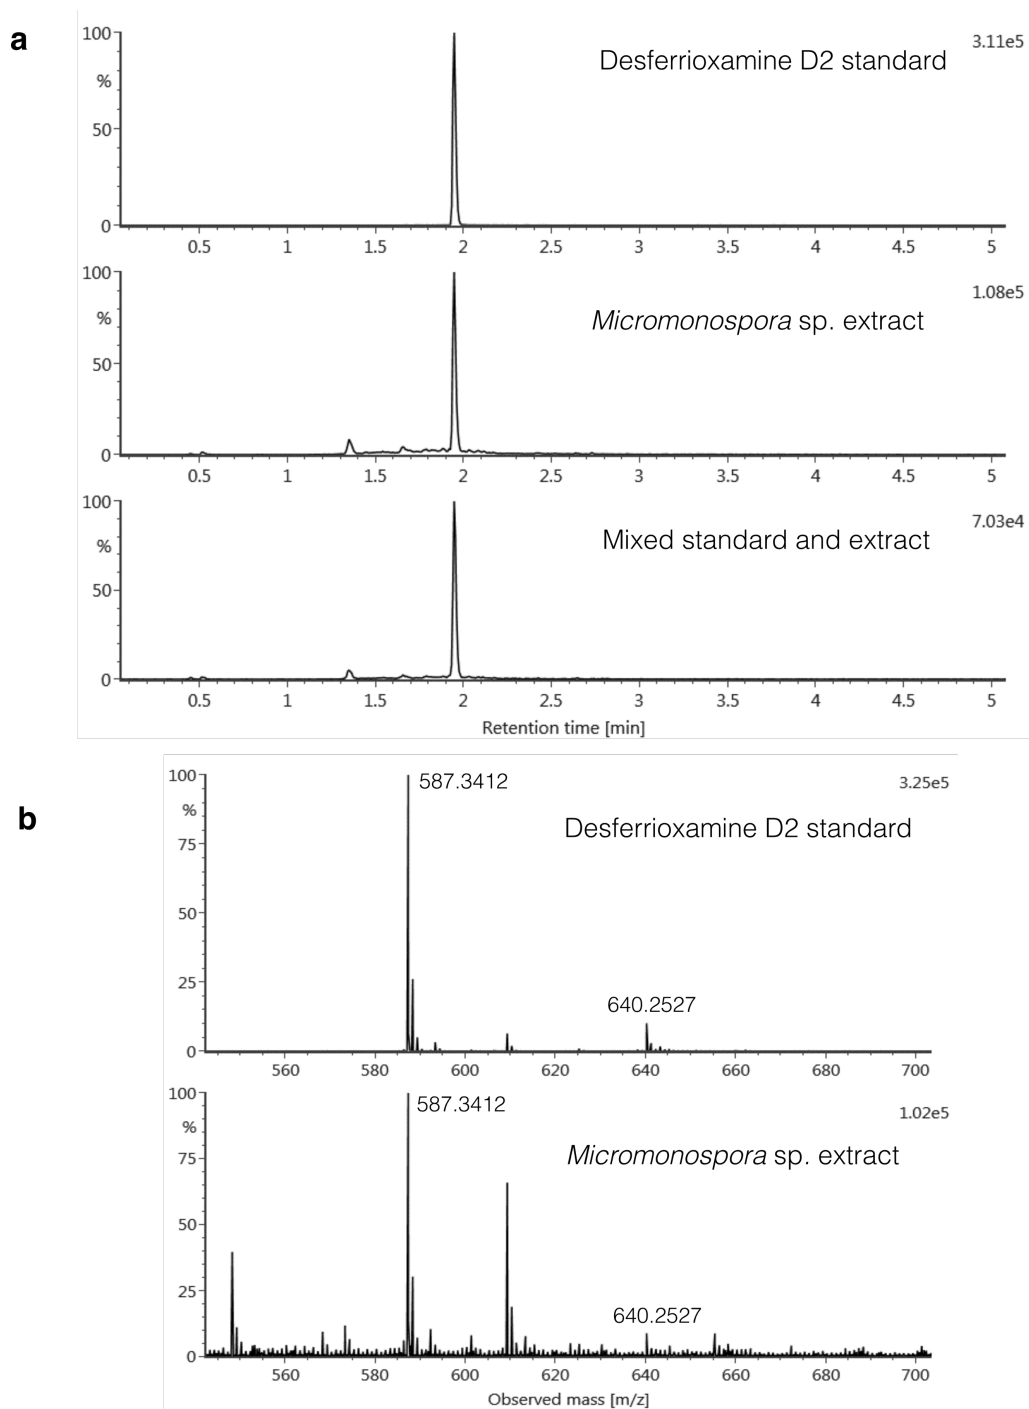 a
100
3.11e5
Desferrioxamine D2 standard
%
50
0
0.5 1 1.5 2 2.5 3 3.5 4 4.5 5
100
1.08e5
%
Micromonospora sp. extract
50
0
0.5 1 1.5 2 2.5 3 3.5 4 4.5 5
100
7.03e4
%
Mixed standard and extract
50
0
0.5 1 1.5 2 2.5 3 3.5 4 4.5 5
Retention time [min]
b
100
587.3412
3.25e5
%
Desferrioxamine D2 standard
75
50
25
640.2527
0
560 580 600 620 640 660 680 700
100
587.3412
1.02e5
%
Micromonospora sp. extract
75
50
25
640.2527
0
560 580 600 620 640 660 680 700
Observed mass [m/z]